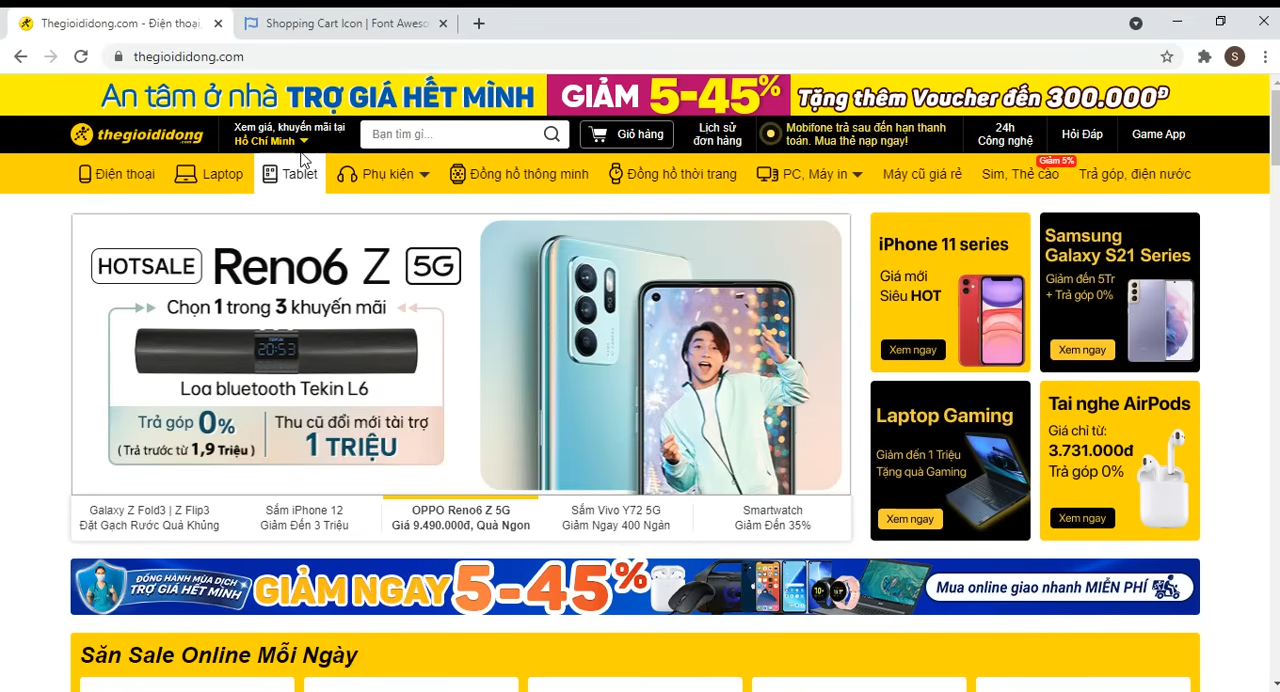 Thegioididong.com - Điện thoại,
Shopping Cart Icon | Font Aweso
thegioididong.com
S
An tâm ở nhà TRỢ GIÁ HẾT MÌNH
GIẢM 5-45%
Tặng thêm Voucher đến 300.000Đ
thegioididong.com
Xem giá, khuyến mãi tại
Hồ Chí Minh
Bạn tìm gì...
Giỏ hàng
Lịch sử
đơn hàng
Mobifone trả sau đến hạn thanh
toán. Mua thẻ nạp ngay!
24h
Công nghệ
Hỏi Đáp
Game App
Điện thoại
Laptop
Tablet
Phụ kiện
Đồng hồ thông minh
Đồng hồ thời trang
PC, Máy in
Máy cũ giá rẻ
Sim, Thẻ cào
Giảm 5%
Trả góp, điện nước
HOTSALE Reno6 Z 5G
Chọn 1 trong 3 khuyến mãi
20:53
Loa bluetooth Tekin L6
Trả góp 0%
(Trả trước từ 1,9 Triệu)
Thu cũ đổi mới tài trợ
1 TRIỆU
iPhone 11 series
Giá mới
Siêu HOT
Xem ngay
Samsung
Galaxy S21 Series
Giảm đến 5Tr
+ Trả góp 0%
Xem ngay
Laptop Gaming
Giảm đến 1 Triệu
Tặng quà Gaming
Xem ngay
Tai nghe AirPods
Giá chỉ từ:
3.731.000đ
Trả góp 0%
Xem ngay
Galaxy Z Fold3 | Z Flip3
Đặt Gạch Rước Quá Khủng
Sắm iPhone 12
Giảm Đến 3 Triệu
OPPO Reno6 Z 5G
Giá 9.490.000đ, Quà Ngon
Sắm Vivo Y72 5G
Giảm Ngay 400 Ngàn
Smartwatch
Giảm Đến 35%
ĐỒNG HÀNH MÙA DỊCH
TRỢ GIÁ HẾT MÌNH
GIẢM NGAY 5-45%
Mua online giao nhanh MIỄN PHÍ
Săn Sale Online Mỗi Ngày